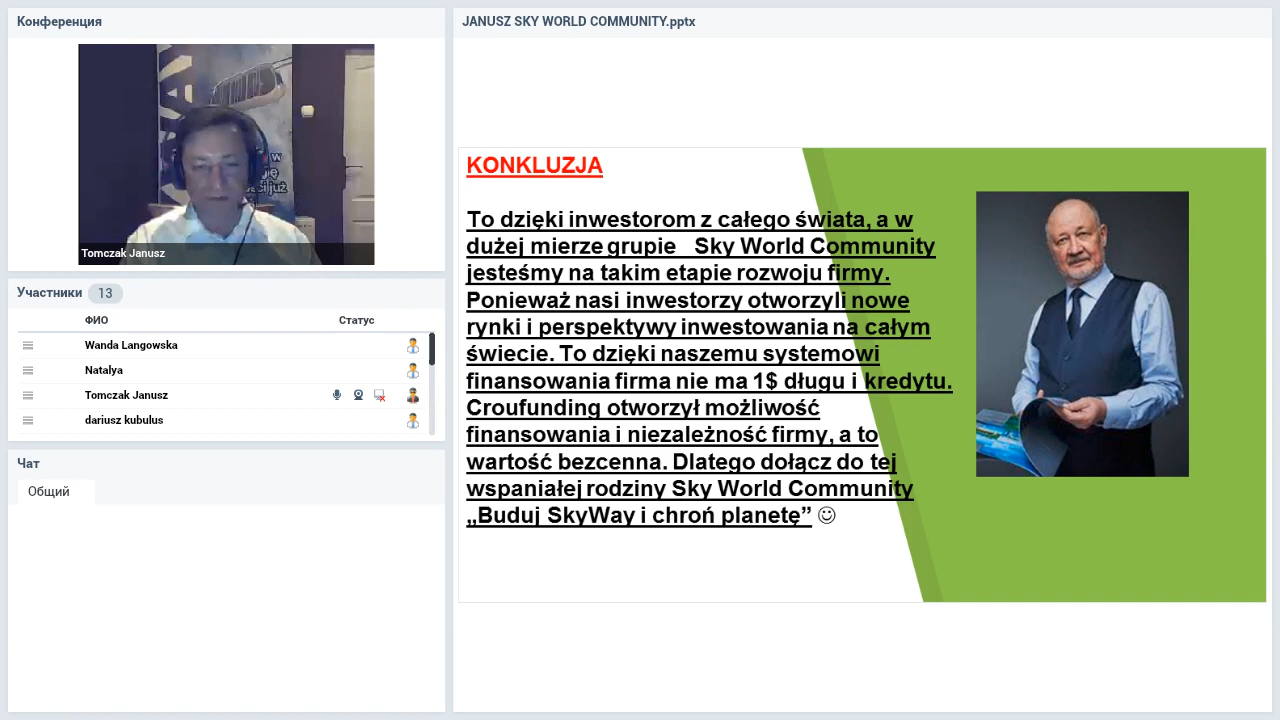 Конференция
Tomczak Janusz
Участники 13
ФИО Статус
Wanda Langowska
Natalya
Tomczak Janusz
dariusz kubulus
Чат
Общий
JANUSZ SKY WORLD COMMUNITY.pptx
KONKLUZJA
To dzięki inwestorom z całego świata, a w
dużej mierze grupie Sky World Community
jesteśmy na takim etapie rozwoju firmy.
Ponieważ nasi inwestorzy otworzyli nowe
rynki i perspektywy inwestowania na całym
świecie. To dzięki naszemu systemowi
finansowania firma nie ma 1$ długu i kredytu.
Croufunding otworzył możliwość
finansowania i niezależność firmy, a to
wartość bezcenna. Dlatego dołącz do tej
wspaniałej rodziny Sky World Community
„Buduj SkyWay i chroń planetę” ☺